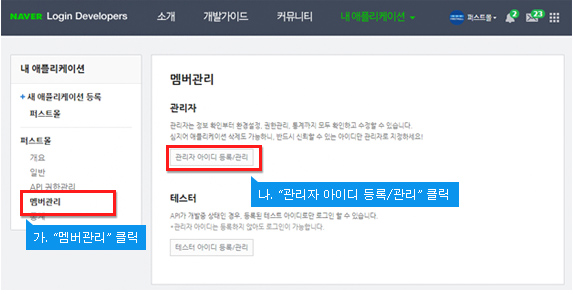 NAVER Login Developers 소개 개발가이드 커뮤니티 내 애플리케이션 퍼스트몰 2 23
내 애플리케이션
+ 새 애플리케이션 등록
퍼스트몰
퍼스트몰
개요
일반
API 권한관리
멤버관리
통계
가. “멤버관리” 클릭
멤버관리
관리자
관리자는 정보 확인부터 환경설정, 권한관리, 통계까지 모두 확인하고 수정할 수 있습니다.
심지어 애플리케이션 삭제도 가능하니, 반드시 신뢰할 수 있는 아이디만 관리자로 지정하세요!
관리자 아이디 등록/관리
나. “관리자 아이디 등록/관리” 클릭
테스터
API가 개발중 상태인 경우, 등록된 테스트 아이디로만 로그인 할 수 있습니다.
*관리자 아이디는 등록하지 않아도 로그인이 가능합니다.
테스터 아이디 등록/관리